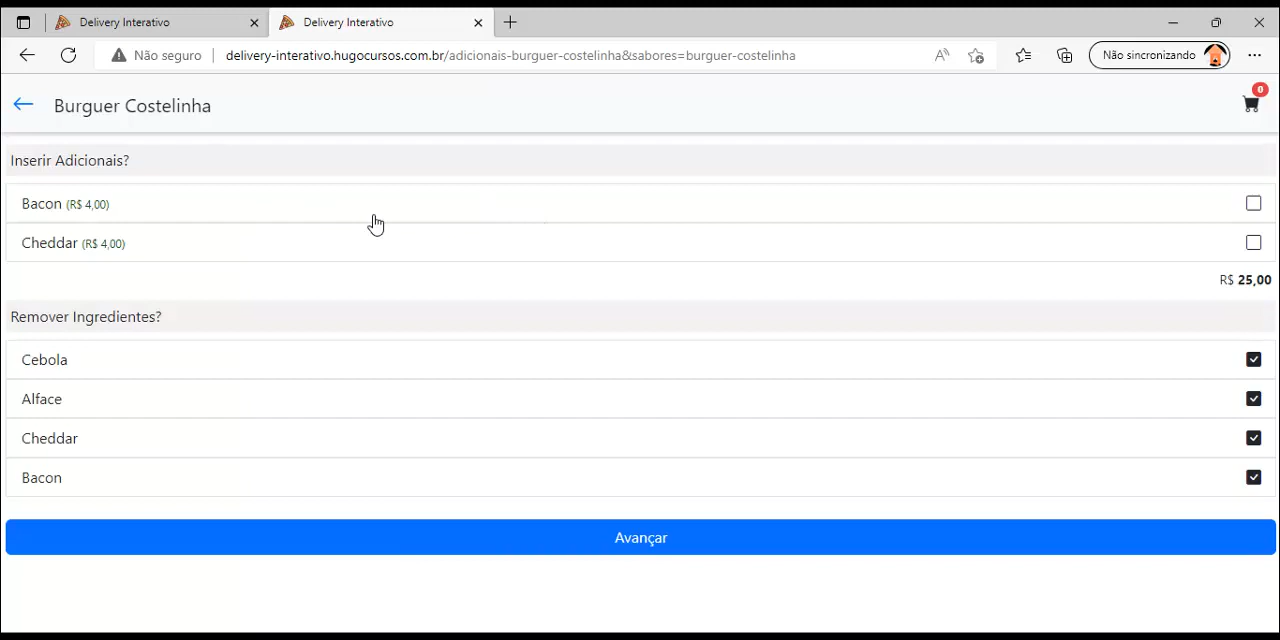 Delivery Interativo
Delivery Interativo
Não seguro
delivery-interativo.hugocursos.com.br/adicionais-burguer-costelinha&sabores=burguer-costelinha
Não sincronizando
Burguer Costelinha
0
Inserir Adicionais?
Bacon (R$ 4,00)
Cheddar (R$ 4,00)
R$ 25,00
Remover Ingredientes?
Cebola
Alface
Cheddar
Bacon
Avançar